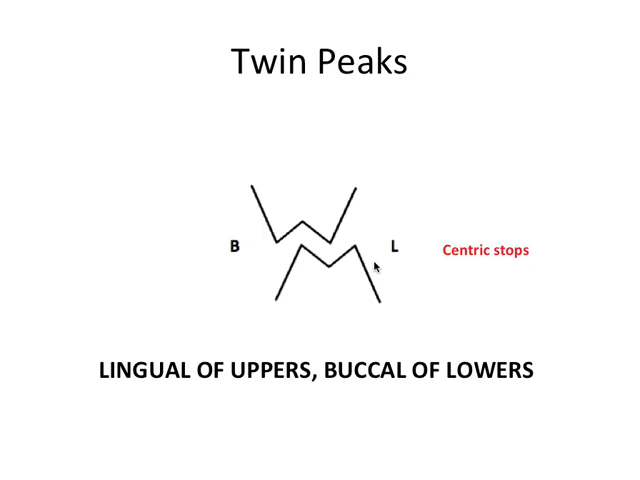 Twin Peaks
B
L
Centric stops
LINGUAL OF UPPERS, BUCCAL OF LOWERS